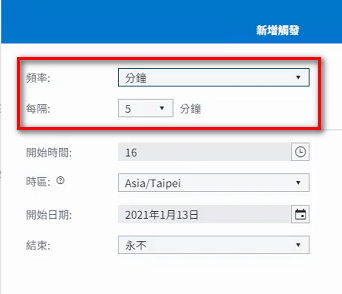 新增觸發
頻率: 分鐘
每隔: 5 分鐘
開始時間: 16
時區: Asia/Taipei
開始日期: 2021年1月13日
結束: 永不